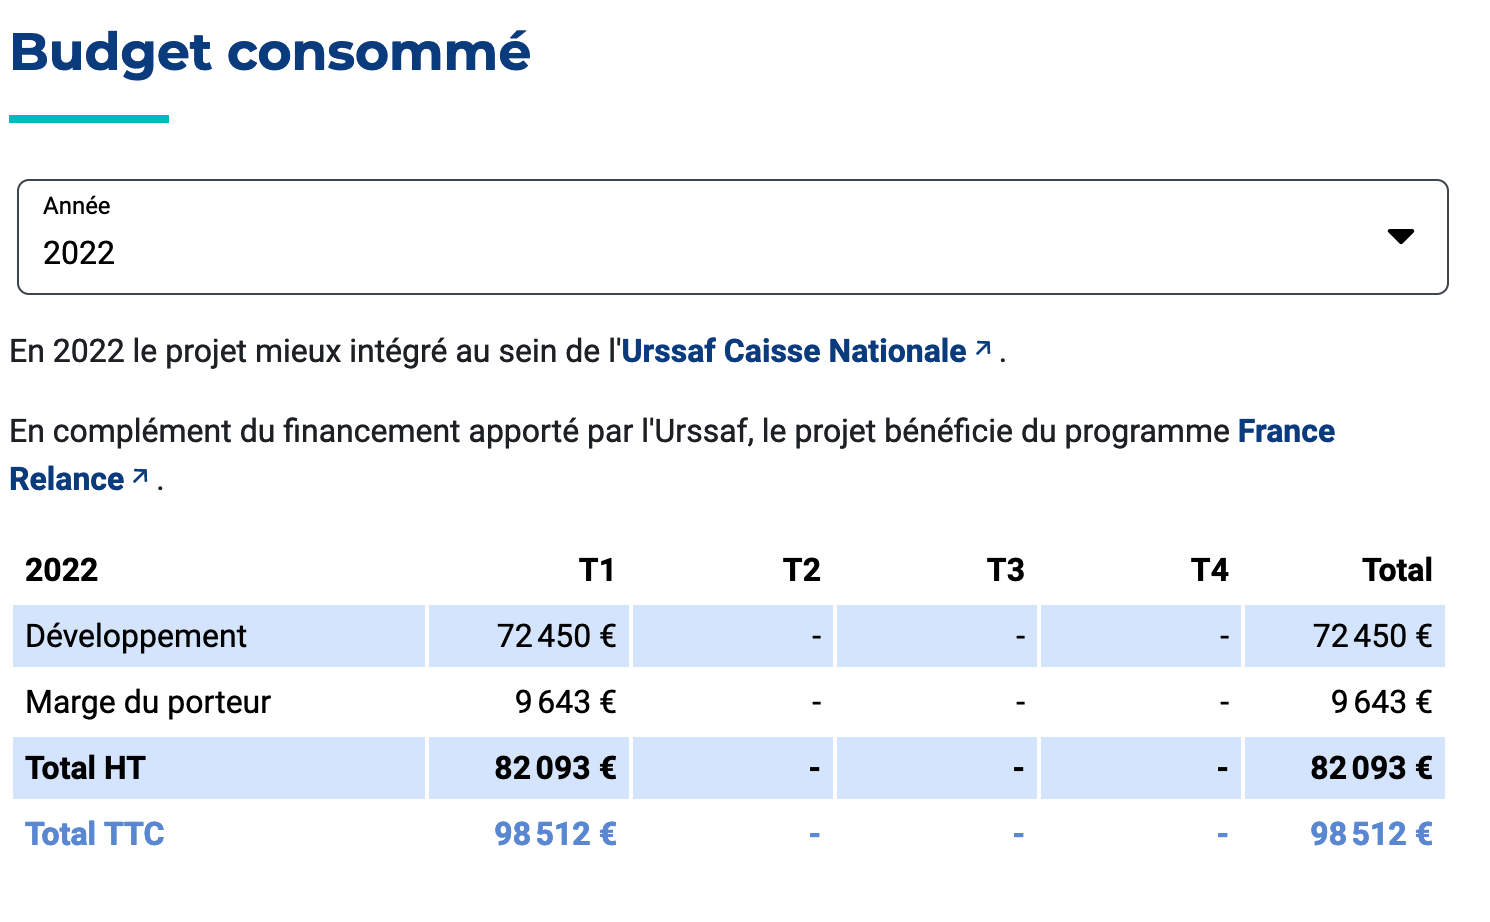 Budget consommé
Année
2022
En 2022 le projet mieux intégré au sein de l'Urssaf Caisse Nationale ↗ .
En complément du financement apporté par l'Urssaf, le projet bénéficie du programme France
Relance ↗ .
2022 T1 T2 T3 T4 Total
Développement 72 450 € - - - 72 450 €
Marge du porteur 9 643 € - - - 9 643 €
Total HT 82 093 € - - - 82 093 €
Total TTC 98 512 € - - - 98 512 €